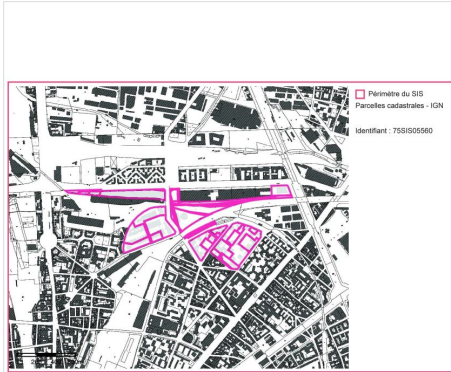 Périmètre du SIS
Parcelles cadastrales - IGN
Identifiant : 75SIS05560